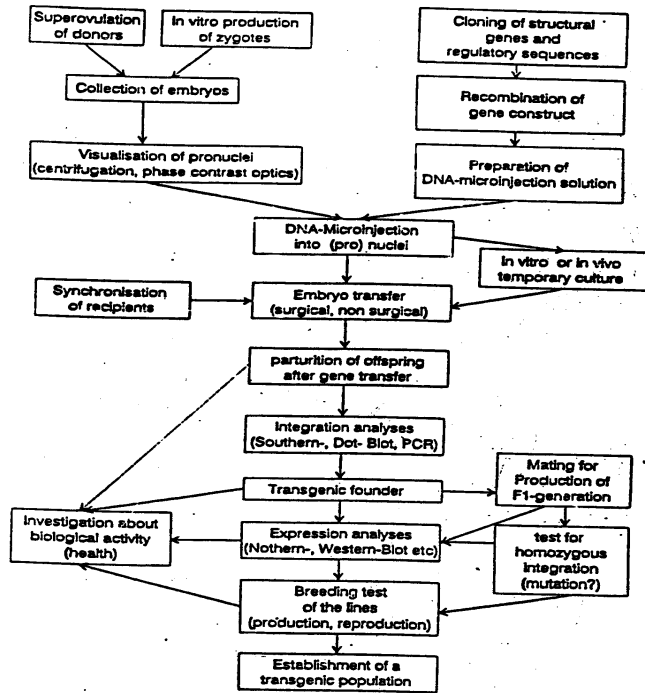 Superovulation
of donors
In vitro production
of zygotes
Cloning of structural
genes and
regulatory sequences
Collection of embryos
Recombination of
gene construct
Visualisation of pronuclei
(centrifugation, phase contrast optics)
Preparation of
DNA-microinjection solution
DNA-Microinjection
into (pro) nuclei
In vitro or in vivo
temporary culture
Synchronisation
of recipients
Embryo transfer
(surgical, non surgical)
parturition of offspring
after gene transfer
Integration analyses
(Southern-, Dot- Blot, PCR)
Mating for
Production of
F1-generation
Transgenic founder
Investigation about
biological activity
(health)
Expression analyses
(Nothern-, Western-Blot etc)
test for
homozygous
integration
(mutation?)
Breeding test
of the lines
(production, reproduction)
Establishment of a
transgenic population